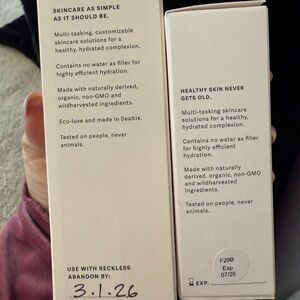 SKINCARE AS SIMPLE
AS IT SHOULD BE.
Multi-tasking, customizable
skincare solutions for a
healthy, hydrated complexion.
Contains no water as filler for
highly efficient hydration.
Made with naturally derived,
organic, non-GMO and
wildharvested ingredients.
Eco-luxe and made in Seattle.
Tested on people, never
animals.
USE WITH RECKLESS
ABANDON BY:
3.1.26
HEALTHY SKIN NEVER
GETS OLD.
Multi-tasking skincare
solutions for a healthy,
hydrated complexion.
Contains no water as filler
for highly efficient
hydration.
Made with naturally
derived, organic, non-GMO
and wildharvested
ingredients.
Tested on people, never
animals.
F29B
Exp
07/26
EXP.